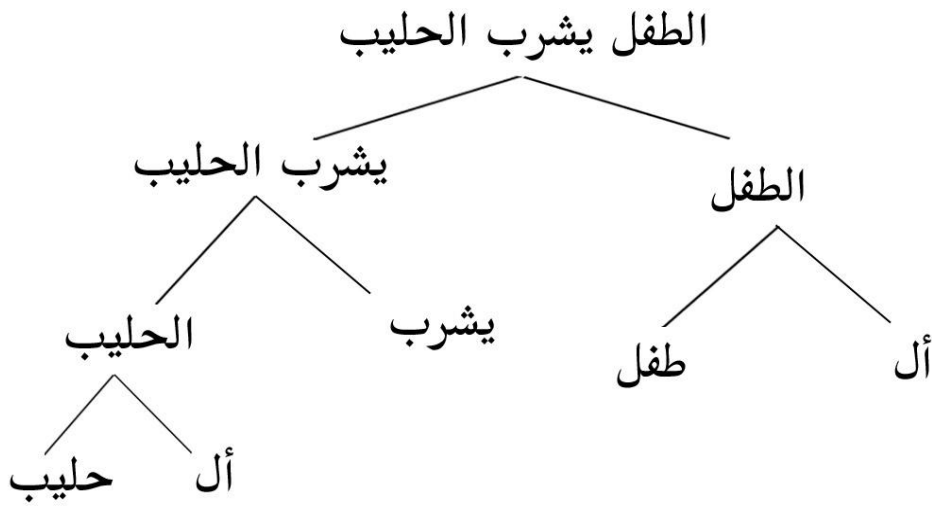 الطفل يشرب الحليب
الطفل
يشرب الحليب
أل
طفل
يشرب
الحليب
أل
حليب